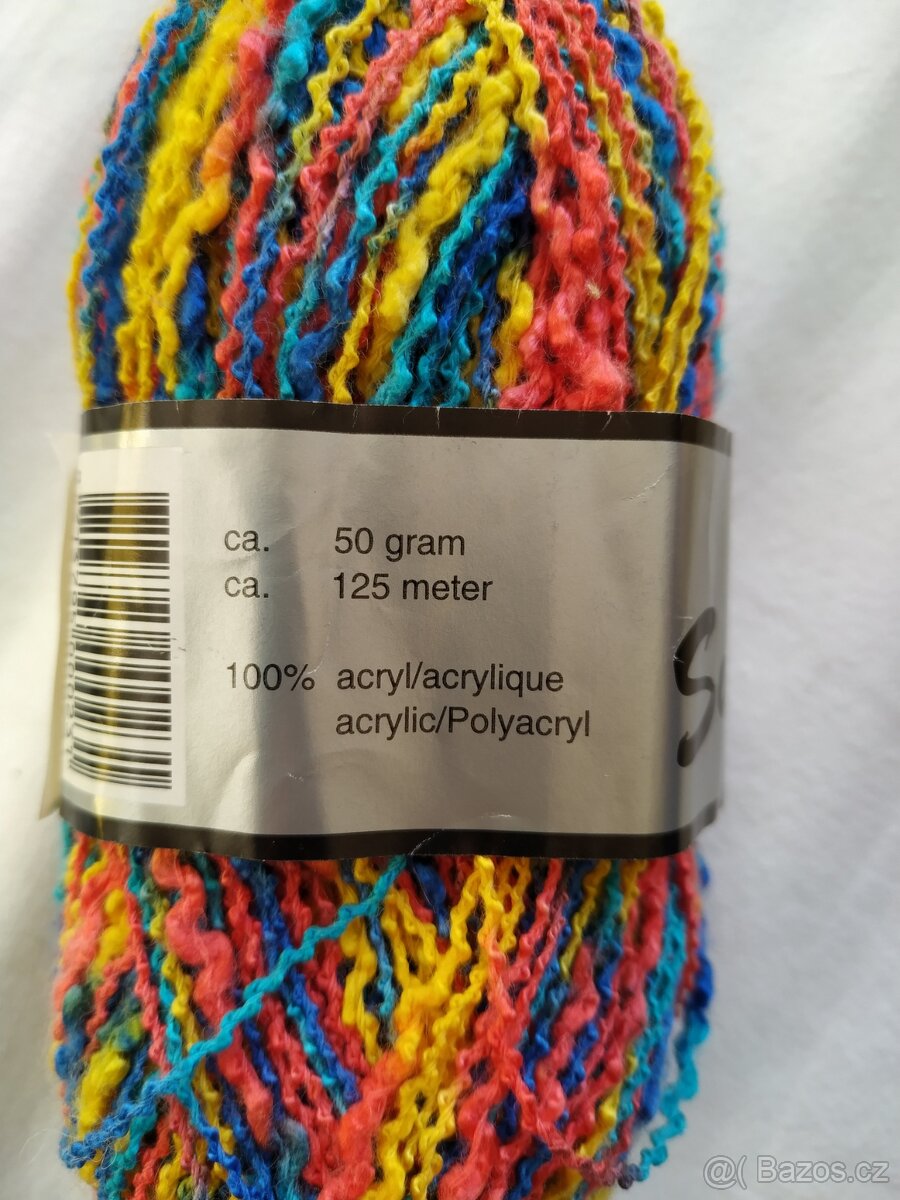 ca. 50 gram
ca. 125 meter
100% acryl/acrylique
acrylic/Polyacryl
@( Bazos.cz